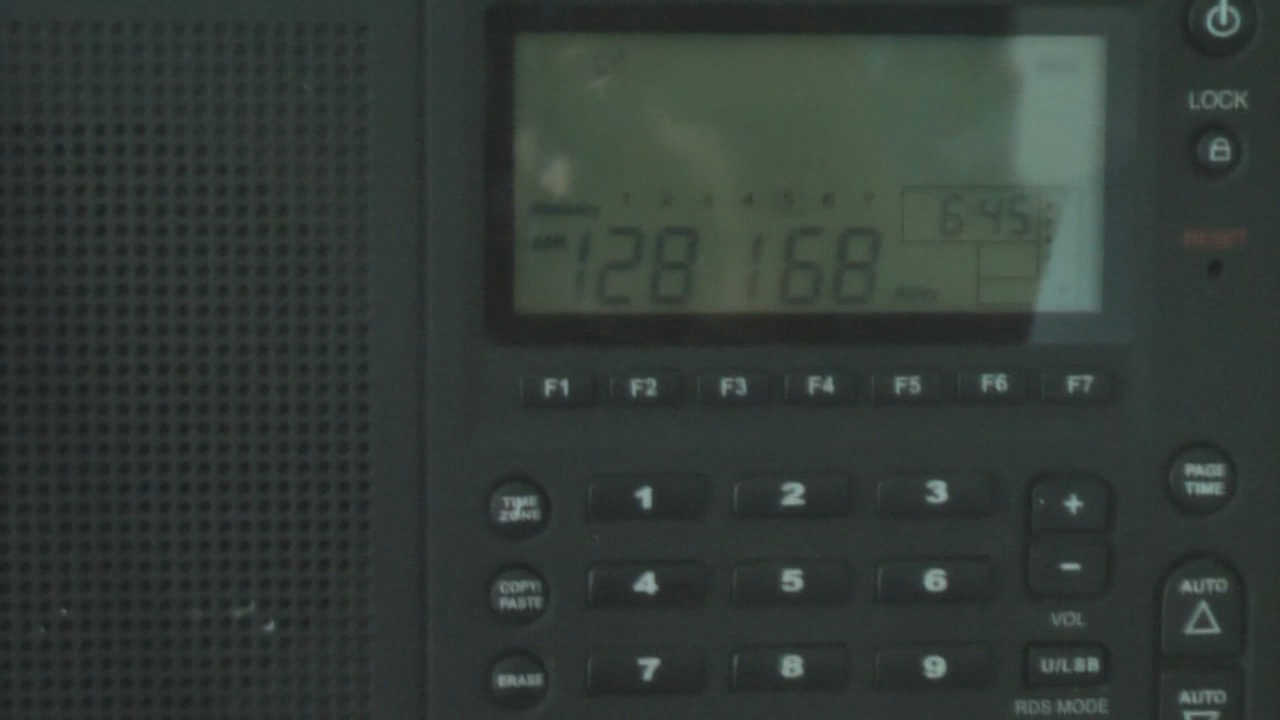 LOCK
1 2 3 4 5 6 7
6:45
128 168
RESET
F1 F2 F3 F4 F5 F6 F7
PAGE
TIME
TIME
ZONE
1 2 3 +
COPY/
PASTE
4 5 6 -
AUTO
VOL
ERASE
7 8 9 U/LSB
AUTO
RDS MODE